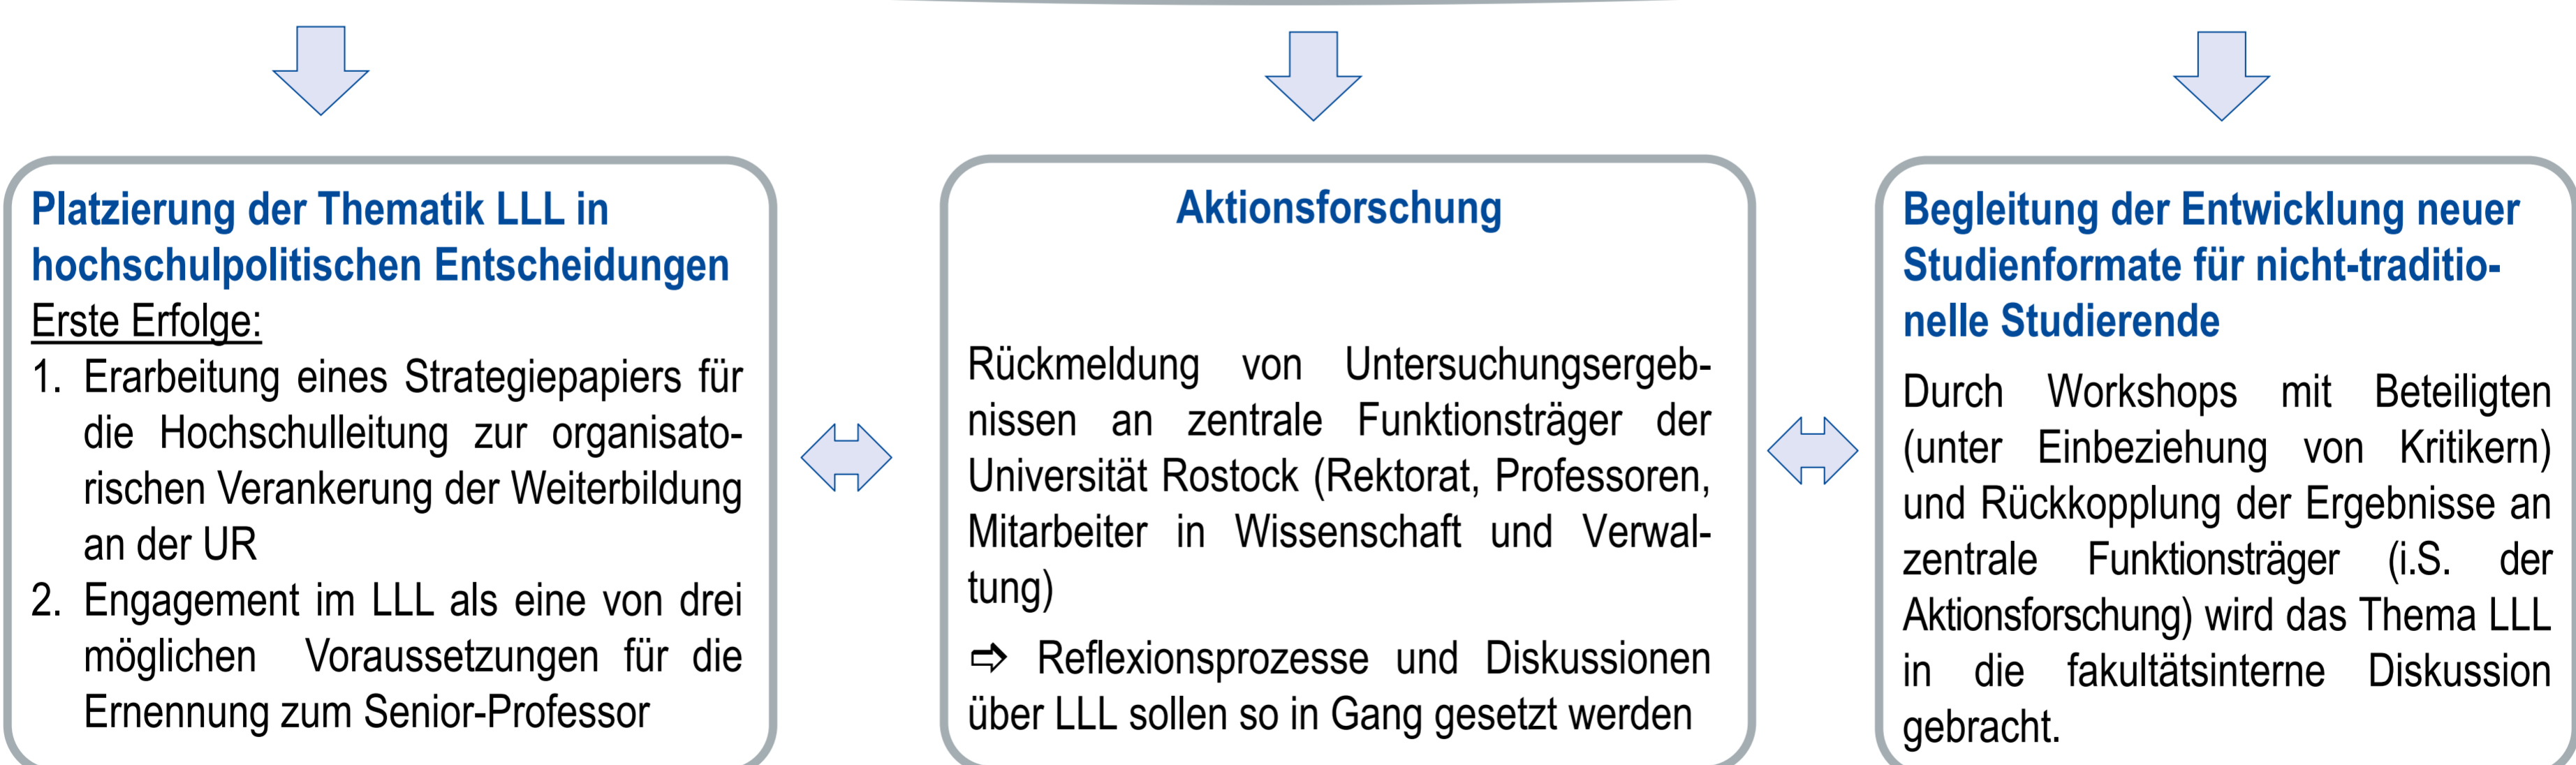 Platzierung der Thematik LLL in
hochschulpolitischen Entscheidungen
Erste Erfolge:
1. Erarbeitung eines Strategiepapiers für
die Hochschulleitung zur organisato-
rischen Verankerung der Weiterbildung
an der UR
2. Engagement im LLL als eine von drei
möglichen Voraussetzungen für die
Ernennung zum Senior-Professor
Aktionsforschung
Rückmeldung von Untersuchungsergeb-
nissen an zentrale Funktionsträger der
Universität Rostock (Rektorat, Professoren,
Mitarbeiter in Wissenschaft und Verwal-
tung)
⇨ Reflexionsprozesse und Diskussionen
über LLL sollen so in Gang gesetzt werden
Begleitung der Entwicklung neuer
Studienformate für nicht-traditio-
nelle Studierende
Durch Workshops mit Beteiligten
(unter Einbeziehung von Kritikern)
und Rückkopplung der Ergebnisse an
zentrale Funktionsträger (i.S. der
Aktionsforschung) wird das Thema LLL
in die fakultätsinterne Diskussion
gebracht.